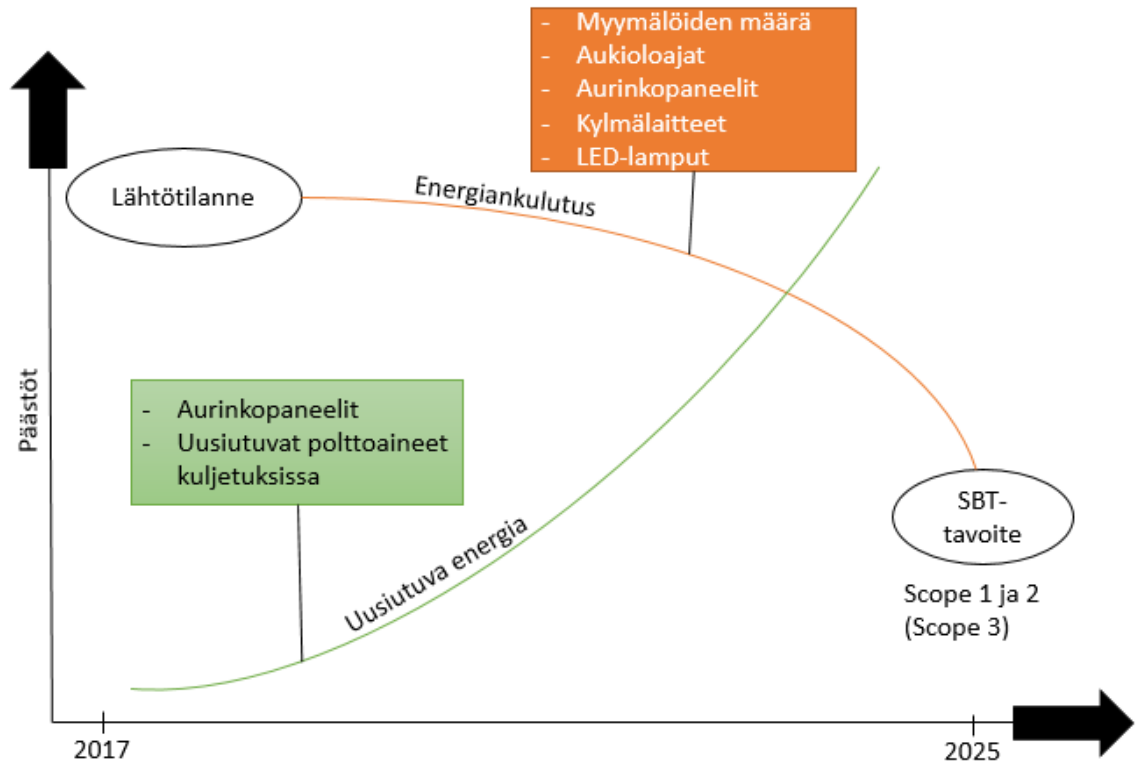 - Myymälöiden määrä
- Aukioloajat
- Aurinkopaneelit
- Kylmälaitteet
- LED-lamput
Lähtötilanne
Energiankulutus
Päästöt
- Aurinkopaneelit
- Uusiutuvat polttoaineet
kuljetuksissa
Uusiutuva energia
SBT-
tavoite
Scope 1 ja 2
(Scope 3)
2017
2025